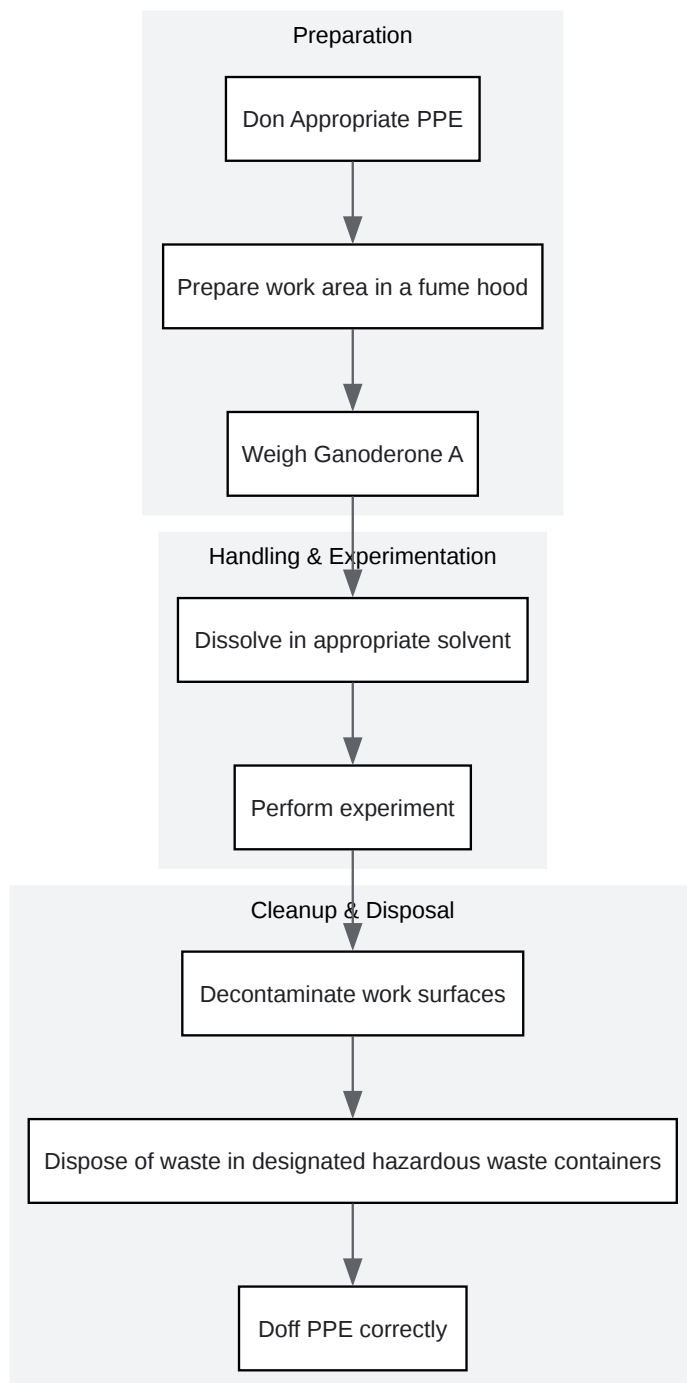 Preparation
Don Appropriate PPE
Prepare work area in a fume hood
Weigh Ganoderone A
Handling & Experimentation
Dissolve in appropriate solvent
Perform experiment
Cleanup & Disposal
Decontaminate work surfaces
Dispose of waste in designated hazardous waste containers
Doff PPE correctly